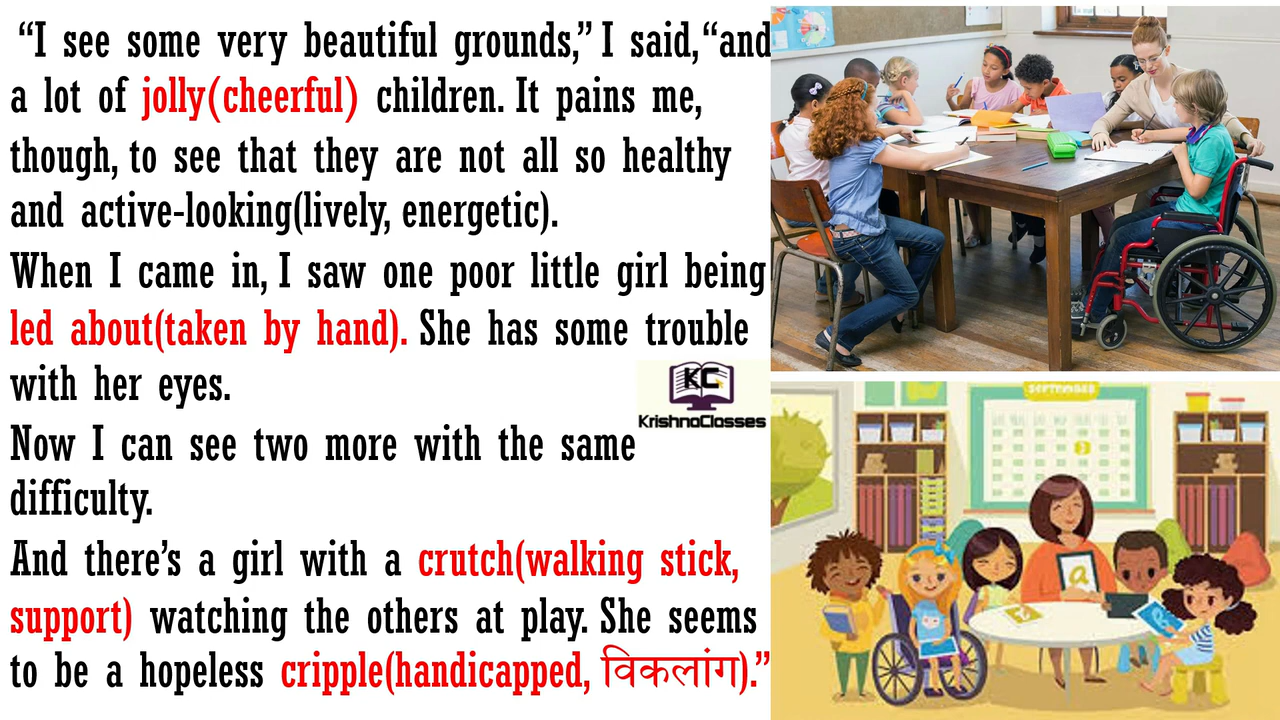 “I see some very beautiful grounds,” I said,“and
a lot of jolly(cheerful) children. It pains me,
though, to see that they are not all so healthy
and active-looking(lively, energetic).
When I came in, I saw one poor little girl being
led about(taken by hand). She has some trouble
with her eyes.
Now I can see two more with the same
difficulty.
And there’s a girl with a crutch(walking stick,
support) watching the others at play. She seems
to be a hopeless cripple(handicapped, विकलांग).”
KC
KrishnaClasses
SEPTEMBER
3
a